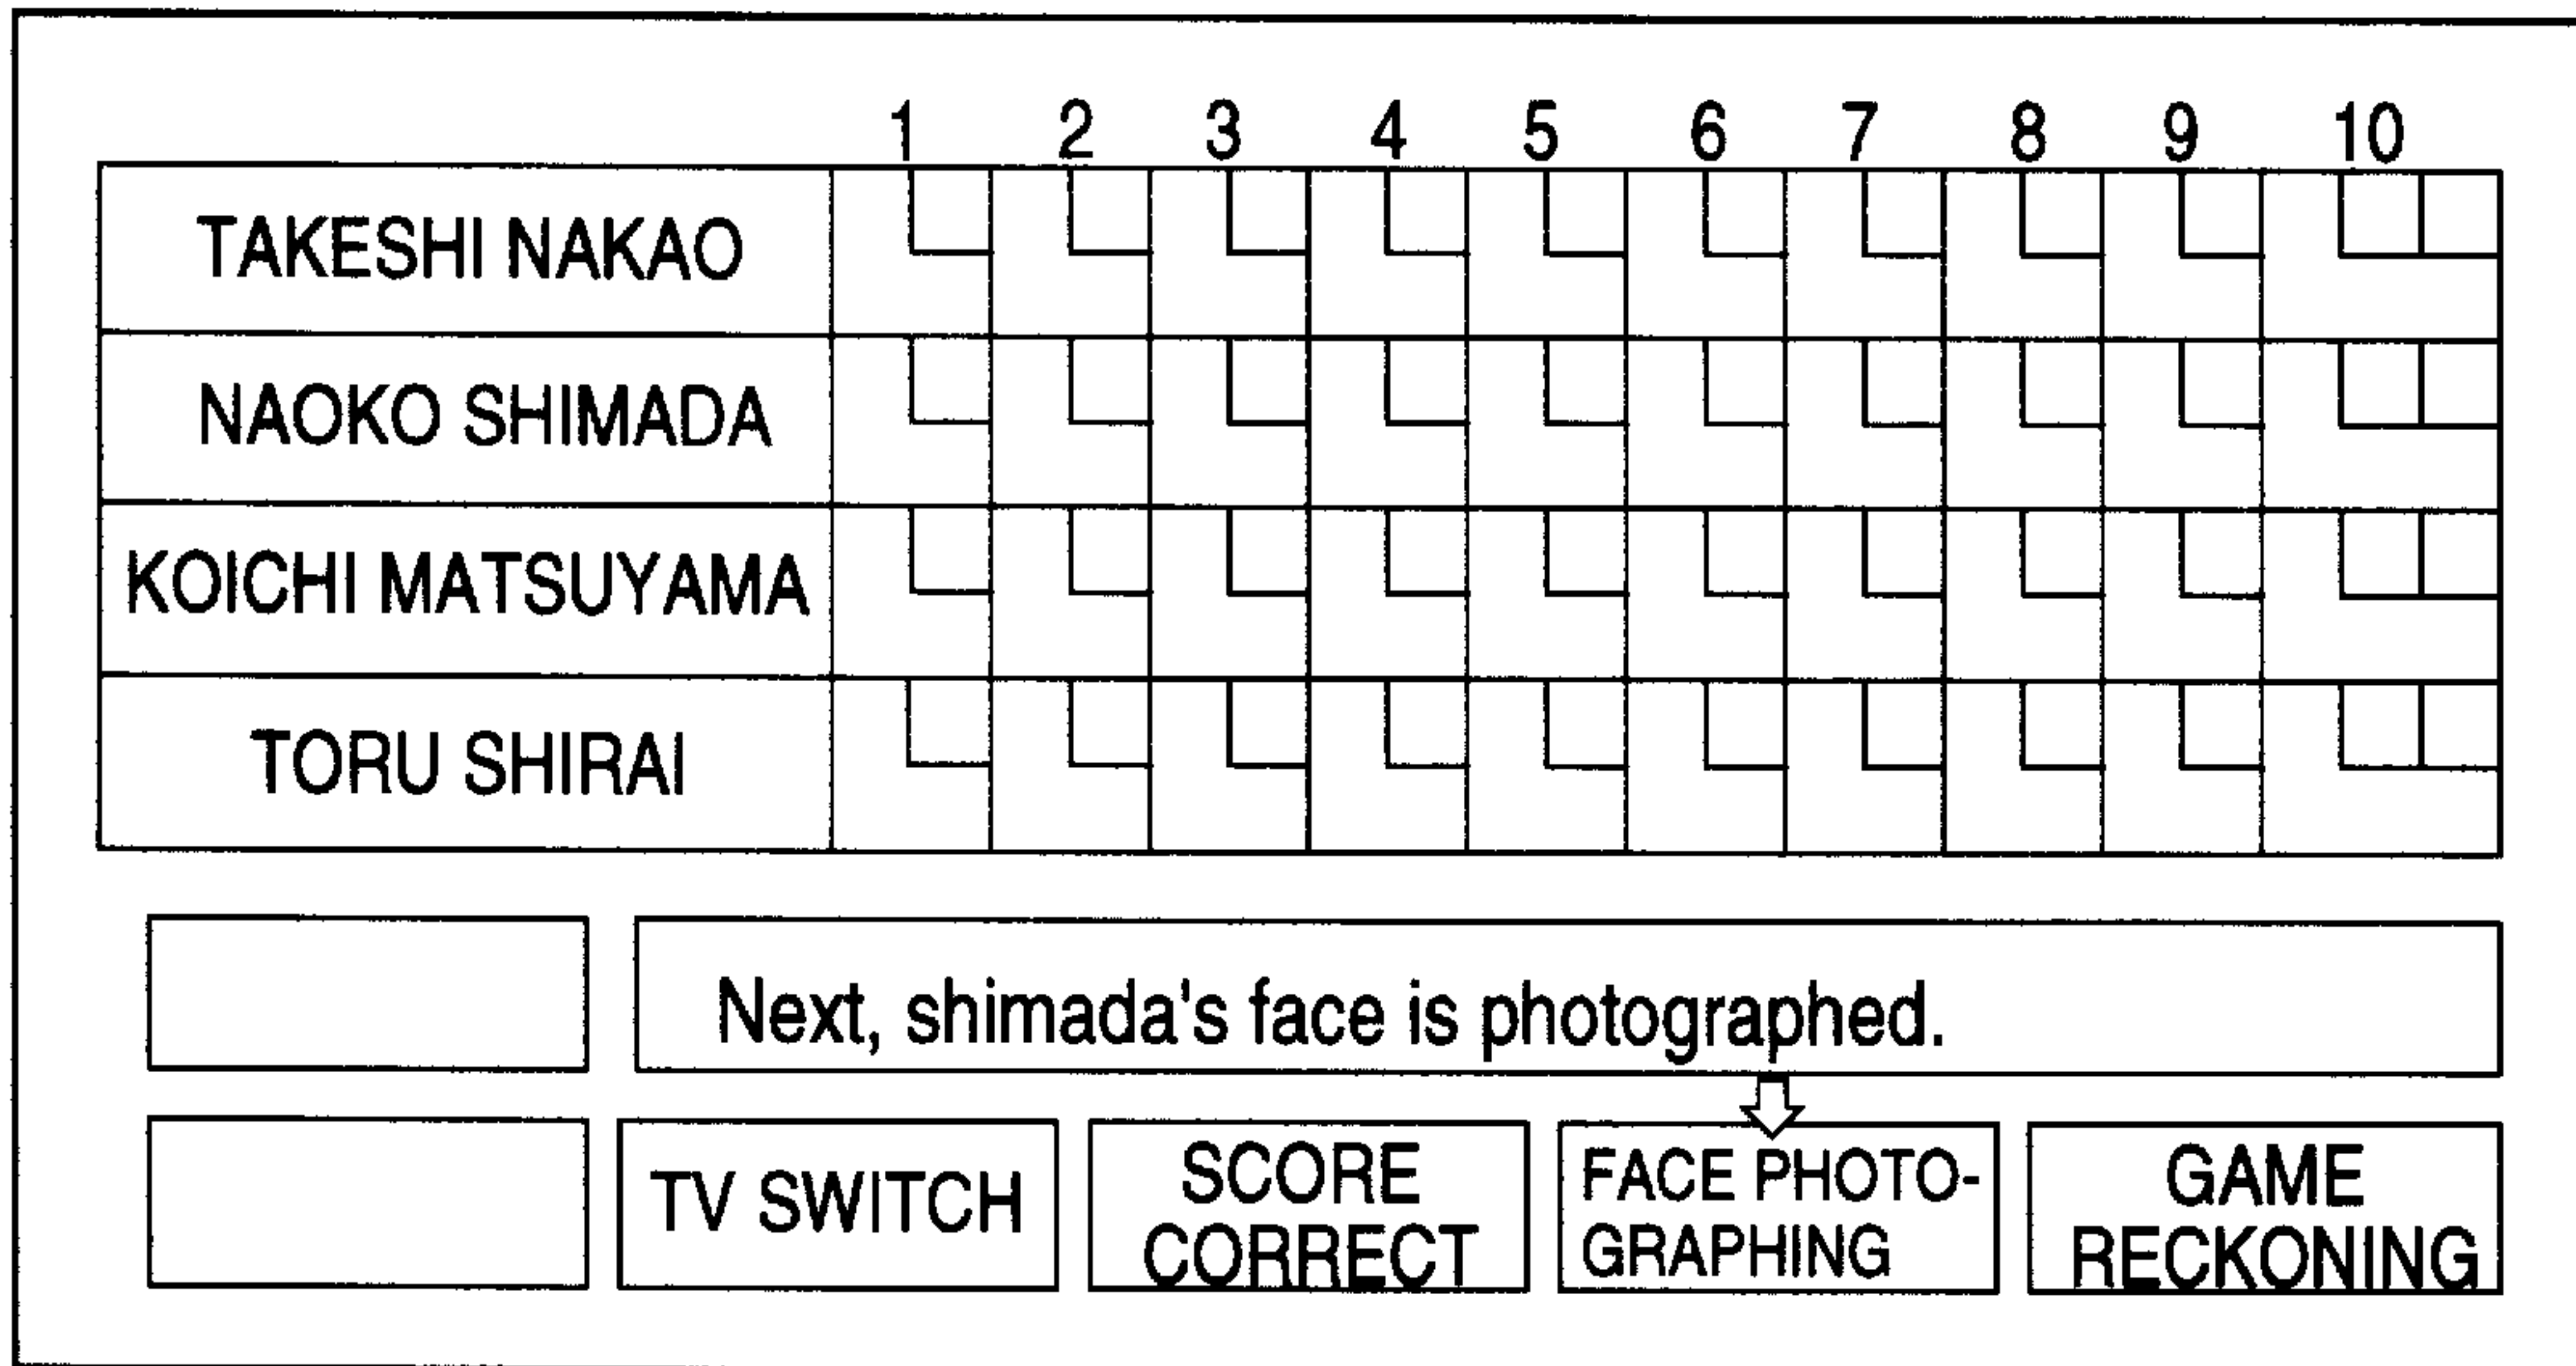 1 2 3 4 5 6 7 8 9 10
TAKESHI NAKAO
NAOKO SHIMADA
KOICHI MATSUYAMA
TORU SHIRAI
Next, shimada's face is photographed.
TV SWITCH
SCORE
CORRECT
FACE PHOTO-
GRAPHING
GAME
RECKONING